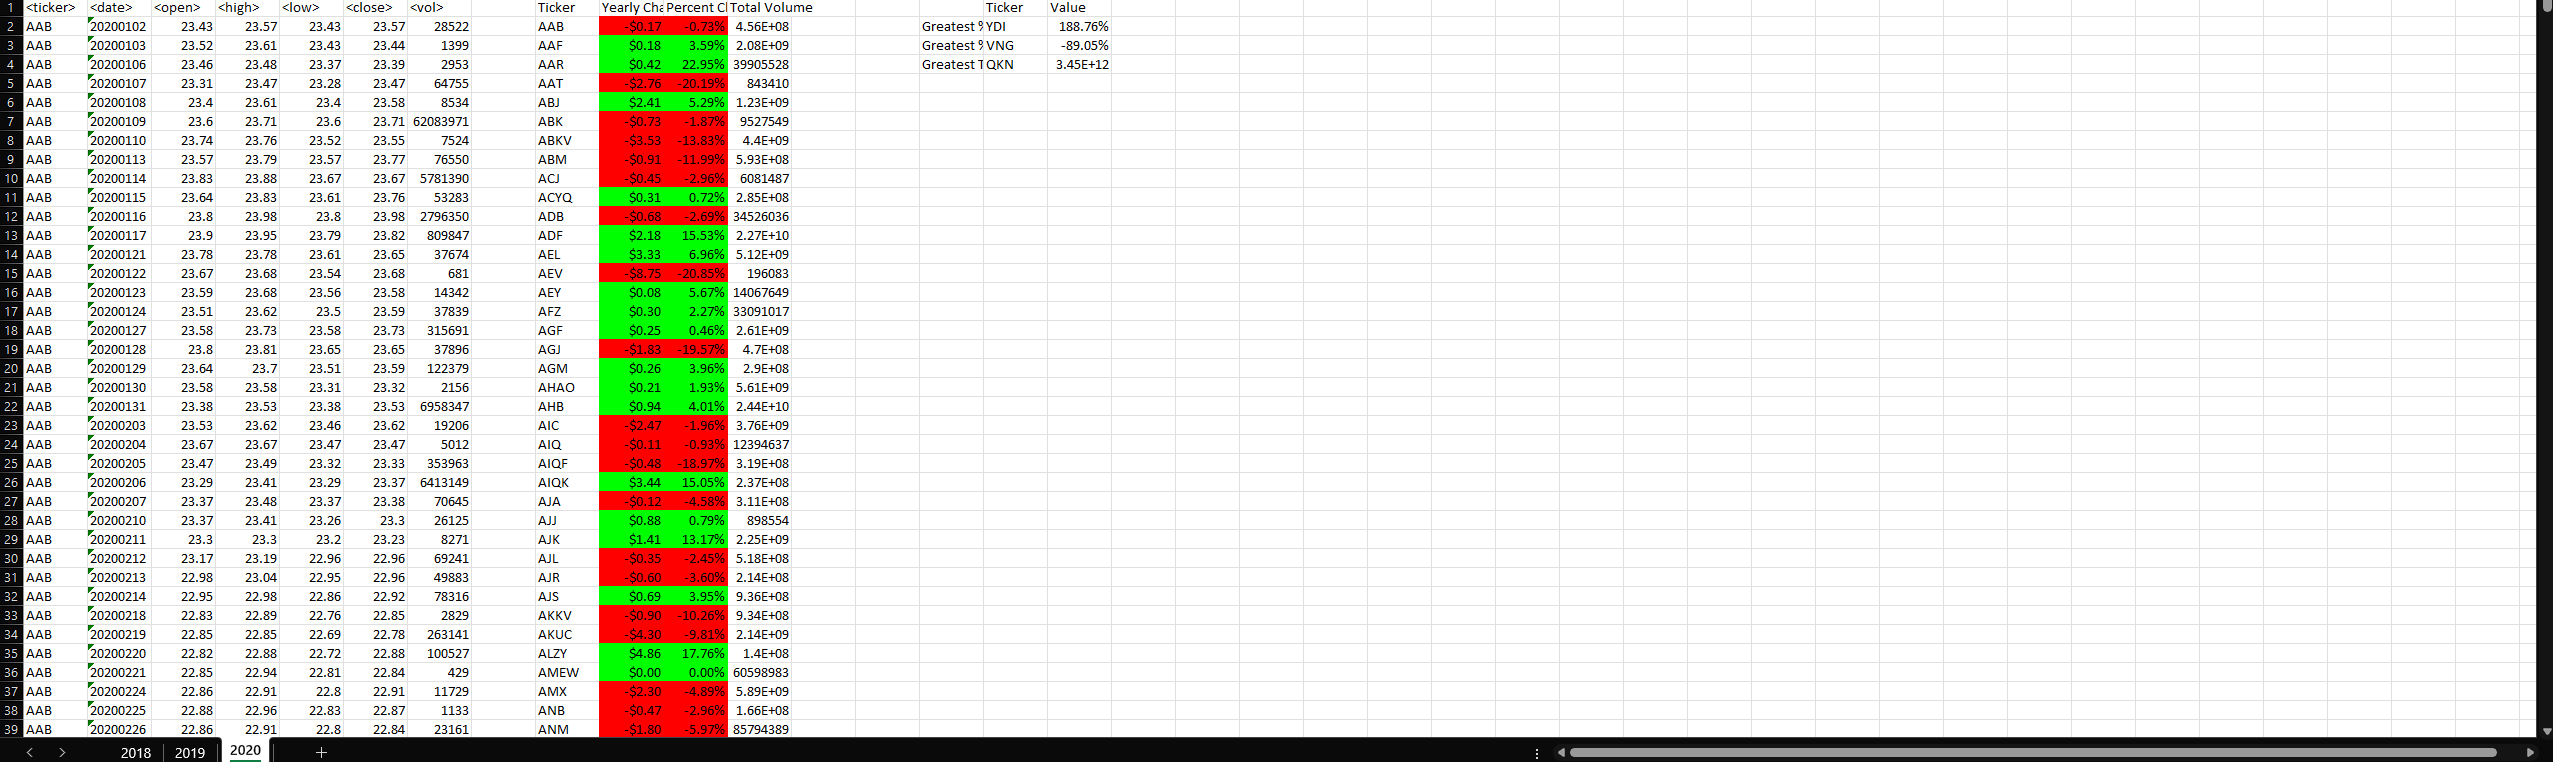 1 <ticker> <date> <open> <high> <low> <close> <vol> Ticker Yearly Cha Percent Cl Total Volume Ticker Value
2 AAB 20200102 23.43 23.57 23.43 23.57 28522 AAB -$0.17 -0.73% 4.56E+08 Greatest % YDI 188.76%
3 AAB 20200103 23.52 23.61 23.43 23.44 1399 AAF $0.18 3.59% 2.08E+09 Greatest % VNG -89.05%
4 AAB 20200106 23.46 23.48 23.37 23.39 2953 AAR $0.42 22.95% 39905528 Greatest T QKN 3.45E+12
5 AAB 20200107 23.31 23.47 23.28 23.47 64755 AAT -$2.76 -20.19% 843410
6 AAB 20200108 23.4 23.61 23.4 23.58 8534 ABJ $2.41 5.29% 1.23E+09
7 AAB 20200109 23.6 23.71 23.6 23.71 62083971 ABK -$0.73 -1.87% 9527549
8 AAB 20200110 23.74 23.76 23.52 23.55 7524 ABKV -$3.53 -13.83% 4.4E+09
9 AAB 20200113 23.57 23.79 23.57 23.77 76550 ABM -$0.91 -11.99% 5.93E+08
10 AAB 20200114 23.83 23.88 23.67 23.67 5781390 ACJ -$0.45 -2.96% 6081487
11 AAB 20200115 23.64 23.83 23.61 23.76 53283 ACYQ $0.31 0.72% 2.85E+08
12 AAB 20200116 23.8 23.98 23.8 23.98 2796350 ADB -$0.68 -2.69% 34526036
13 AAB 20200117 23.9 23.95 23.79 23.82 809847 ADF $2.18 15.53% 2.27E+10
14 AAB 20200121 23.78 23.78 23.61 23.65 37674 AEL $3.33 6.96% 5.12E+09
15 AAB 20200122 23.67 23.68 23.54 23.68 681 AEV -$8.75 -20.85% 196083
16 AAB 20200123 23.59 23.68 23.56 23.58 14342 AEY $0.08 5.67% 14067649
17 AAB 20200124 23.51 23.62 23.5 23.59 37839 AFZ $0.30 2.27% 33091017
18 AAB 20200127 23.58 23.73 23.58 23.73 315691 AGF $0.25 0.46% 2.61E+09
19 AAB 20200128 23.8 23.81 23.65 23.65 37896 AGJ -$1.83 -19.57% 4.7E+08
20 AAB 20200129 23.64 23.7 23.51 23.59 122379 AGM $0.26 3.96% 2.9E+08
21 AAB 20200130 23.58 23.58 23.31 23.32 2156 AHAO $0.21 1.93% 5.61E+09
22 AAB 20200131 23.38 23.53 23.38 23.53 6958347 AHB $0.94 4.01% 2.44E+10
23 AAB 20200203 23.53 23.62 23.46 23.62 19206 AIC -$2.47 -1.96% 3.76E+09
24 AAB 20200204 23.67 23.67 23.47 23.47 5012 AIQ -$0.11 -0.93% 12394637
25 AAB 20200205 23.47 23.49 23.32 23.33 353963 AIQF -$0.48 -18.97% 3.19E+08
26 AAB 20200206 23.29 23.41 23.29 23.37 6413149 AIQK $3.44 15.05% 2.37E+08
27 AAB 20200207 23.37 23.48 23.37 23.38 70645 AJA -$0.12 -4.58% 3.11E+08
28 AAB 20200210 23.37 23.41 23.26 23.3 26125 AJJ $0.88 0.79% 898554
29 AAB 20200211 23.3 23.3 23.2 23.23 8271 AJK $1.41 13.17% 2.25E+09
30 AAB 20200212 23.17 23.19 22.96 22.96 69241 AJL -$0.35 -2.45% 5.18E+08
31 AAB 20200213 22.98 23.04 22.95 22.96 49883 AJR -$0.60 -3.60% 2.14E+08
32 AAB 20200214 22.95 22.98 22.86 22.92 78316 AJS $0.69 3.95% 9.36E+08
33 AAB 20200218 22.83 22.89 22.76 22.85 2829 AKKV -$0.90 -10.26% 9.34E+08
34 AAB 20200219 22.85 22.85 22.69 22.78 263141 AKUC -$4.30 -9.81% 2.14E+09
35 AAB 20200220 22.82 22.88 22.72 22.88 100527 ALZY $4.86 17.76% 1.4E+08
36 AAB 20200221 22.85 22.94 22.81 22.84 429 AMEW $0.00 0.00% 60598983
37 AAB 20200224 22.86 22.91 22.8 22.91 11729 AMX -$2.30 -4.89% 5.89E+09
38 AAB 20200225 22.88 22.96 22.83 22.87 1133 ANB -$0.47 -2.96% 1.66E+08
39 AAB 20200226 22.86 22.91 22.8 22.84 23161 ANM -$1.80 -5.97% 85794389
2018 2019 2020 +